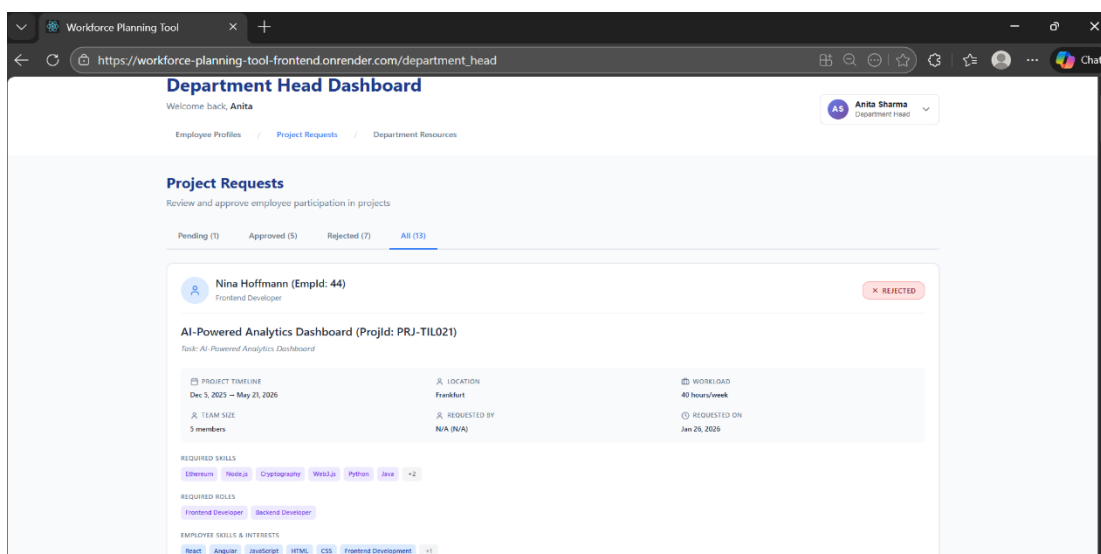 Workforce Planning Tool
https://workforce-planning-tool-frontend.onrender.com/department_head
Chat
Department Head Dashboard
Welcome back, Anita
AS
Anita Sharma
Department Head
Employee Profiles / Project Requests / Department Resources
Project Requests
Review and approve employee participation in projects
Pending (1) Approved (5) Rejected (7) All (13)
Nina Hoffmann (EmpId: 44)
Frontend Developer
× REJECTED
AI-Powered Analytics Dashboard (ProjId: PRJ-TIL021)
Task: AI-Powered Analytics Dashboard
PROJECT TIMELINE LOCATION WORKLOAD
Dec 5, 2025 — May 21, 2026 Frankfurt 40 hours/week
TEAM SIZE REQUESTED BY REQUESTED ON
5 members N/A (N/A) Jan 26, 2026
REQUIRED SKILLS
Ethereum Node.js Cryptography Web3.js Python Java +2
REQUIRED ROLES
Frontend Developer Backend Developer
EMPLOYEE SKILLS & INTERESTS
React Angular JavaScript HTML CSS Frontend Development +1